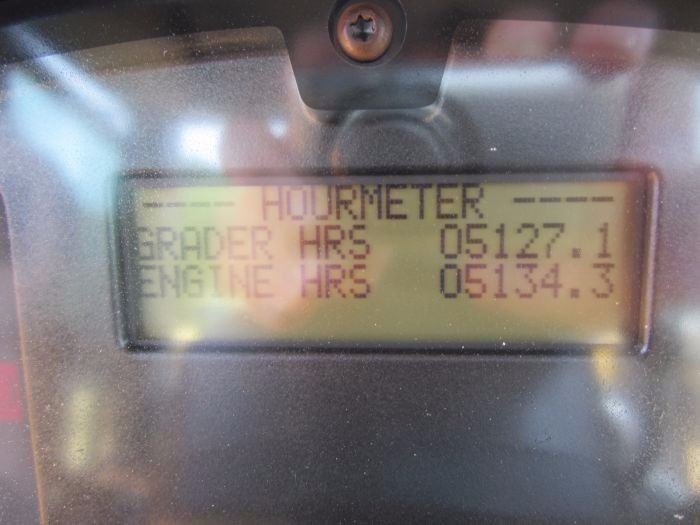 ---- HOURMETER ----
GRADER HRS 05127.1
ENGINE HRS 05134.3